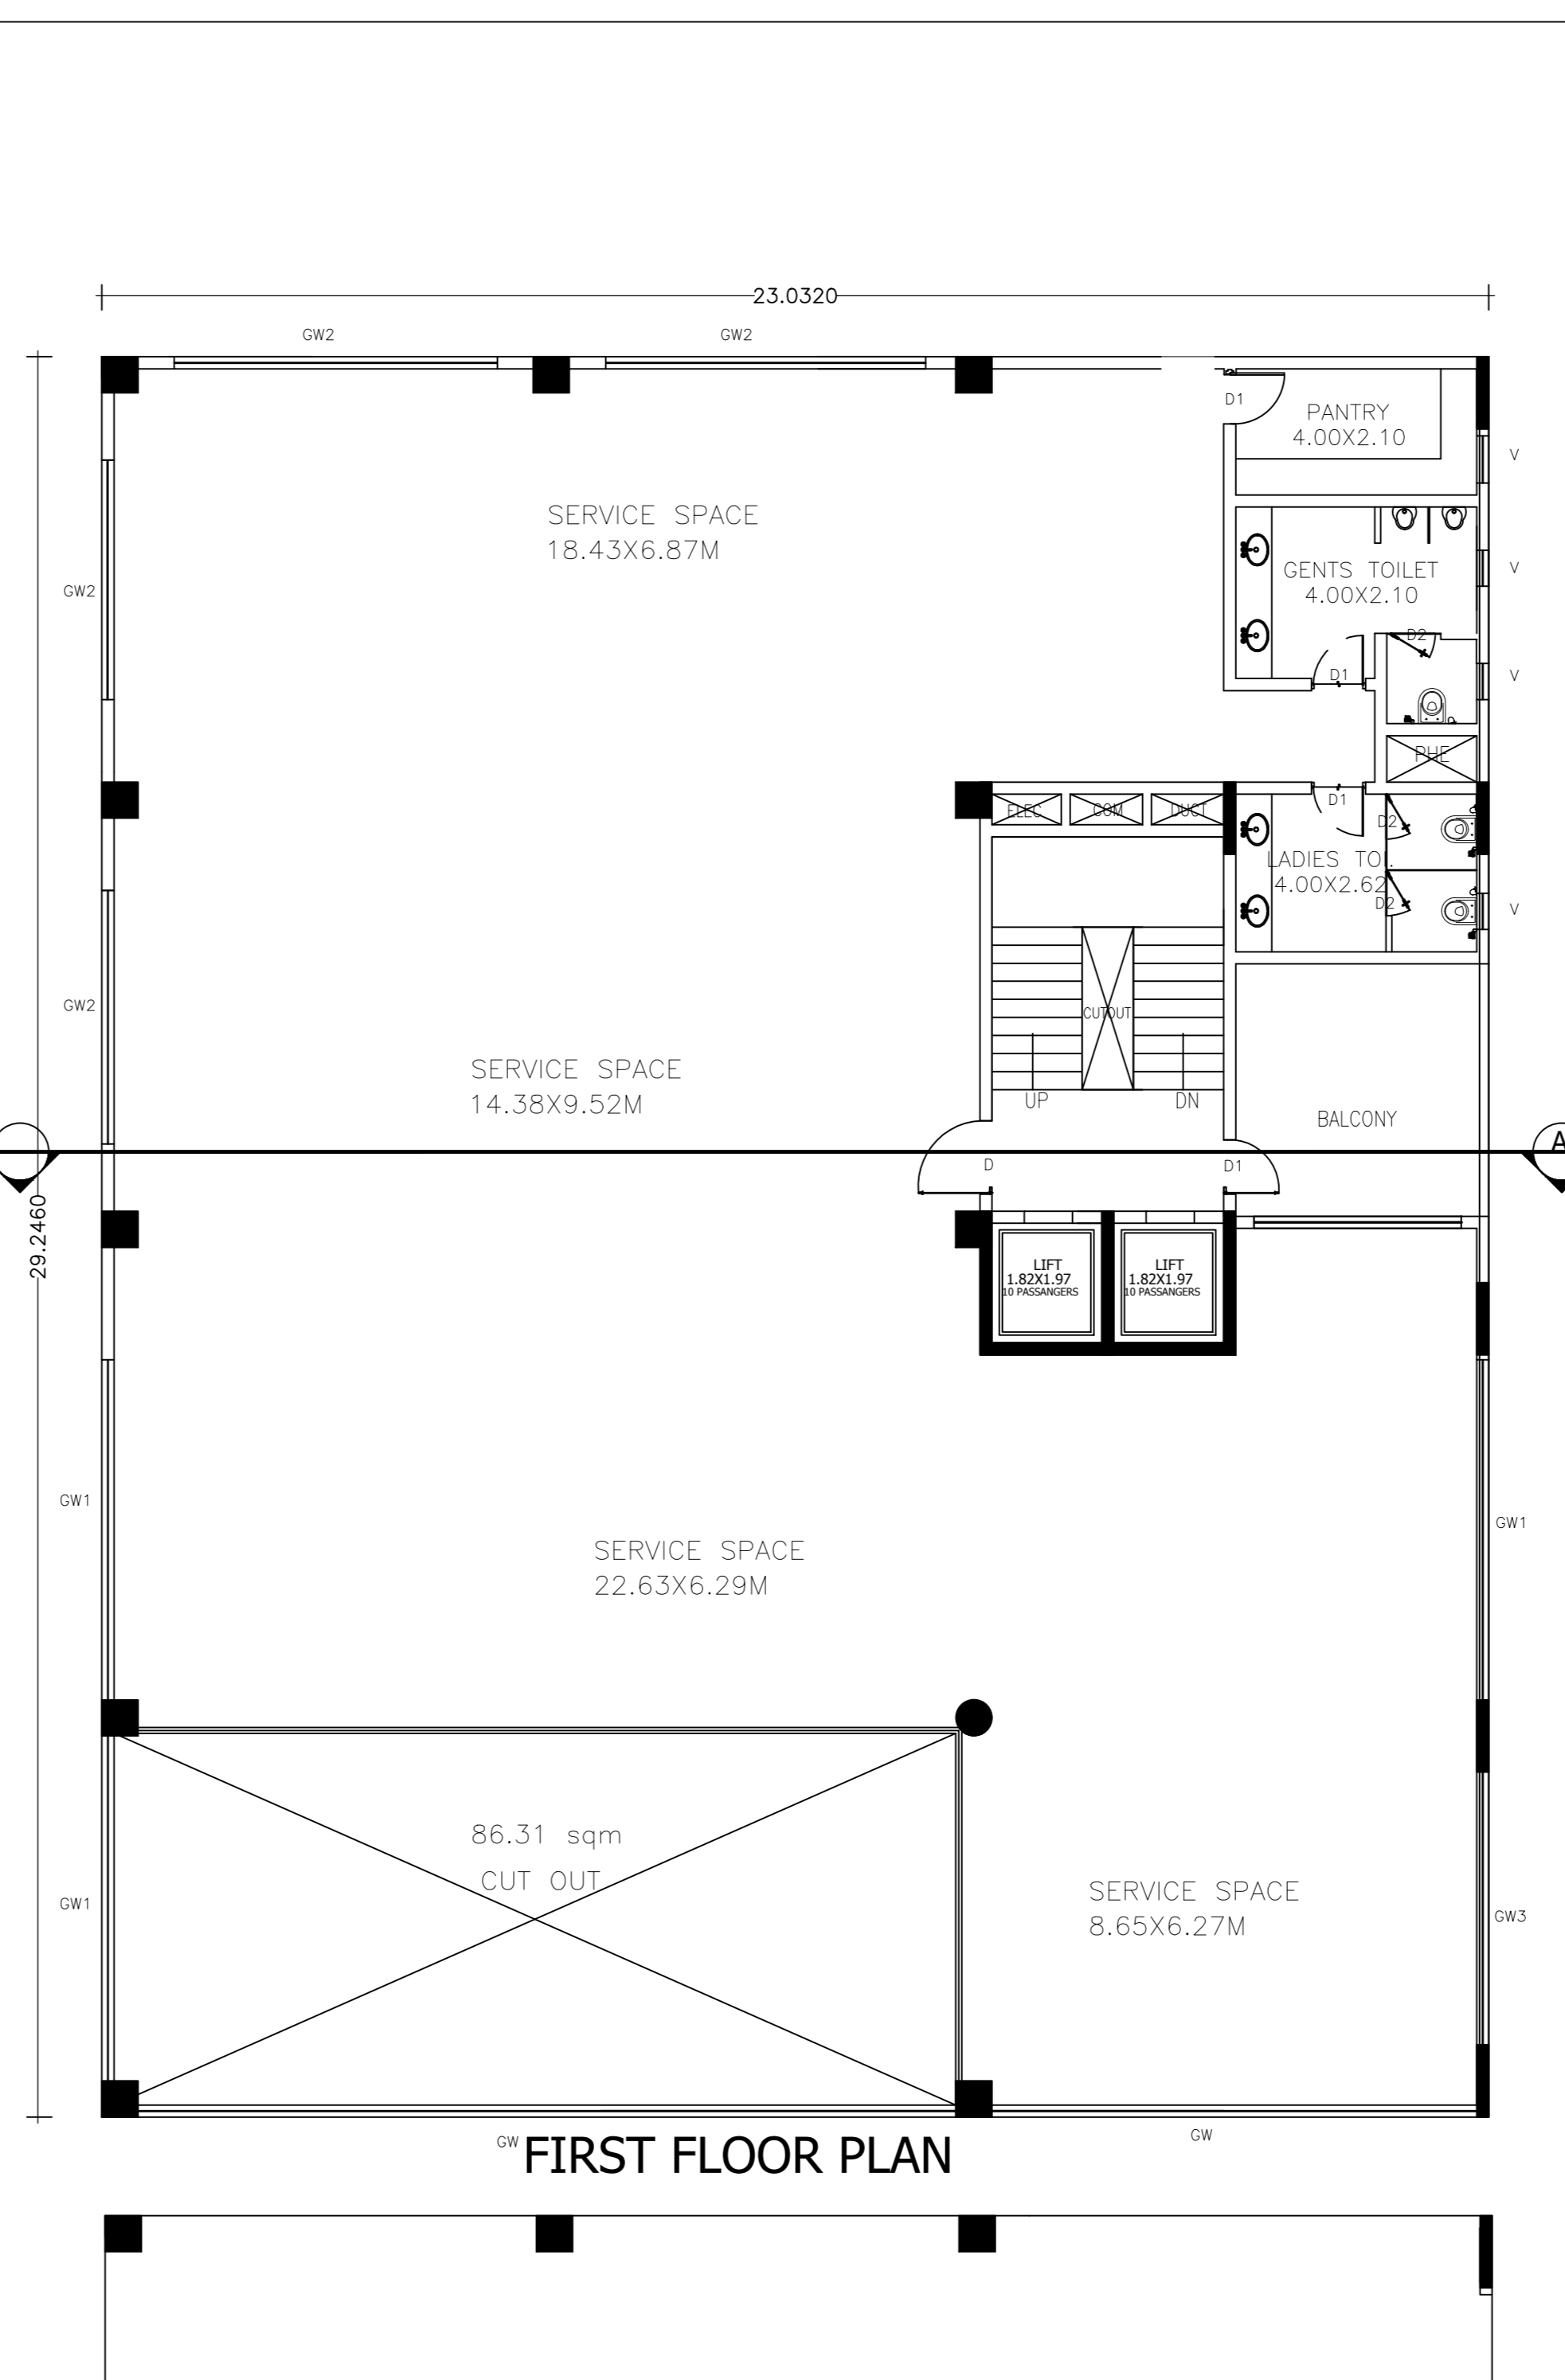 23.0320
GW2
GW2
D1
PANTRY
4.00X2.10
V
SERVICE SPACE
18.43X6.87M
GENTS TOILET
4.00X2.10
V
GW2
D2
D1
V
PHE
ELEC
COM
DUCT
D1
D2
LADIES TOI.
4.00X2.62
D2
V
GW2
CUTOUT
SERVICE SPACE
14.38X9.52M
UP
DN
BALCONY
A
D
D1
29.2460
LIFT
1.82X1.97
10 PASSANGERS
LIFT
1.82X1.97
10 PASSANGERS
GW1
GW1
SERVICE SPACE
22.63X6.29M
86.31 sqm
CUT OUT
SERVICE SPACE
8.65X6.27M
GW1
GW3
GW
GW
FIRST FLOOR PLAN